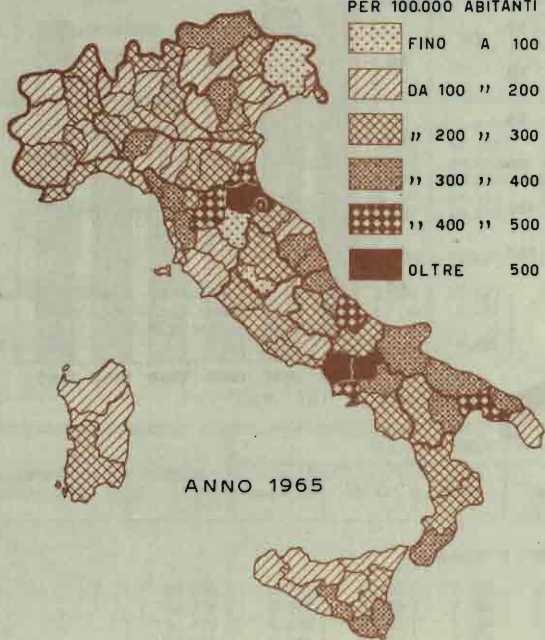 PER 100.000 ABITANTI
FINO A 100
DA 100 " 200
" 200 " 300
" 300 " 400
" 400 " 500
OLTRE 500
ANNO 1965